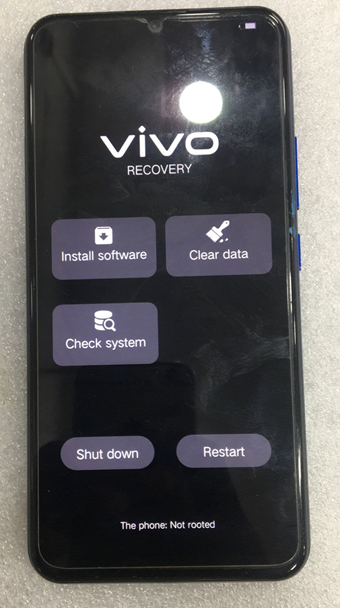 vivo
RECOVERY
Install software
Clear data
Check system
Shut down
Restart
The phone: Not rooted